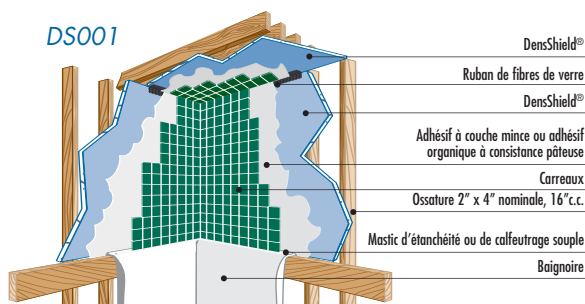 DS001
DensShield®
Ruban de fibres de verre
DensShield®
Adhésif à couche mince ou adhésif
organique à consistance pâteuse
Carreaux
Ossature 2" x 4" nominale, 16"c.c.
Mastic d'étanchéité ou de calfeutrage souple
Baignoire